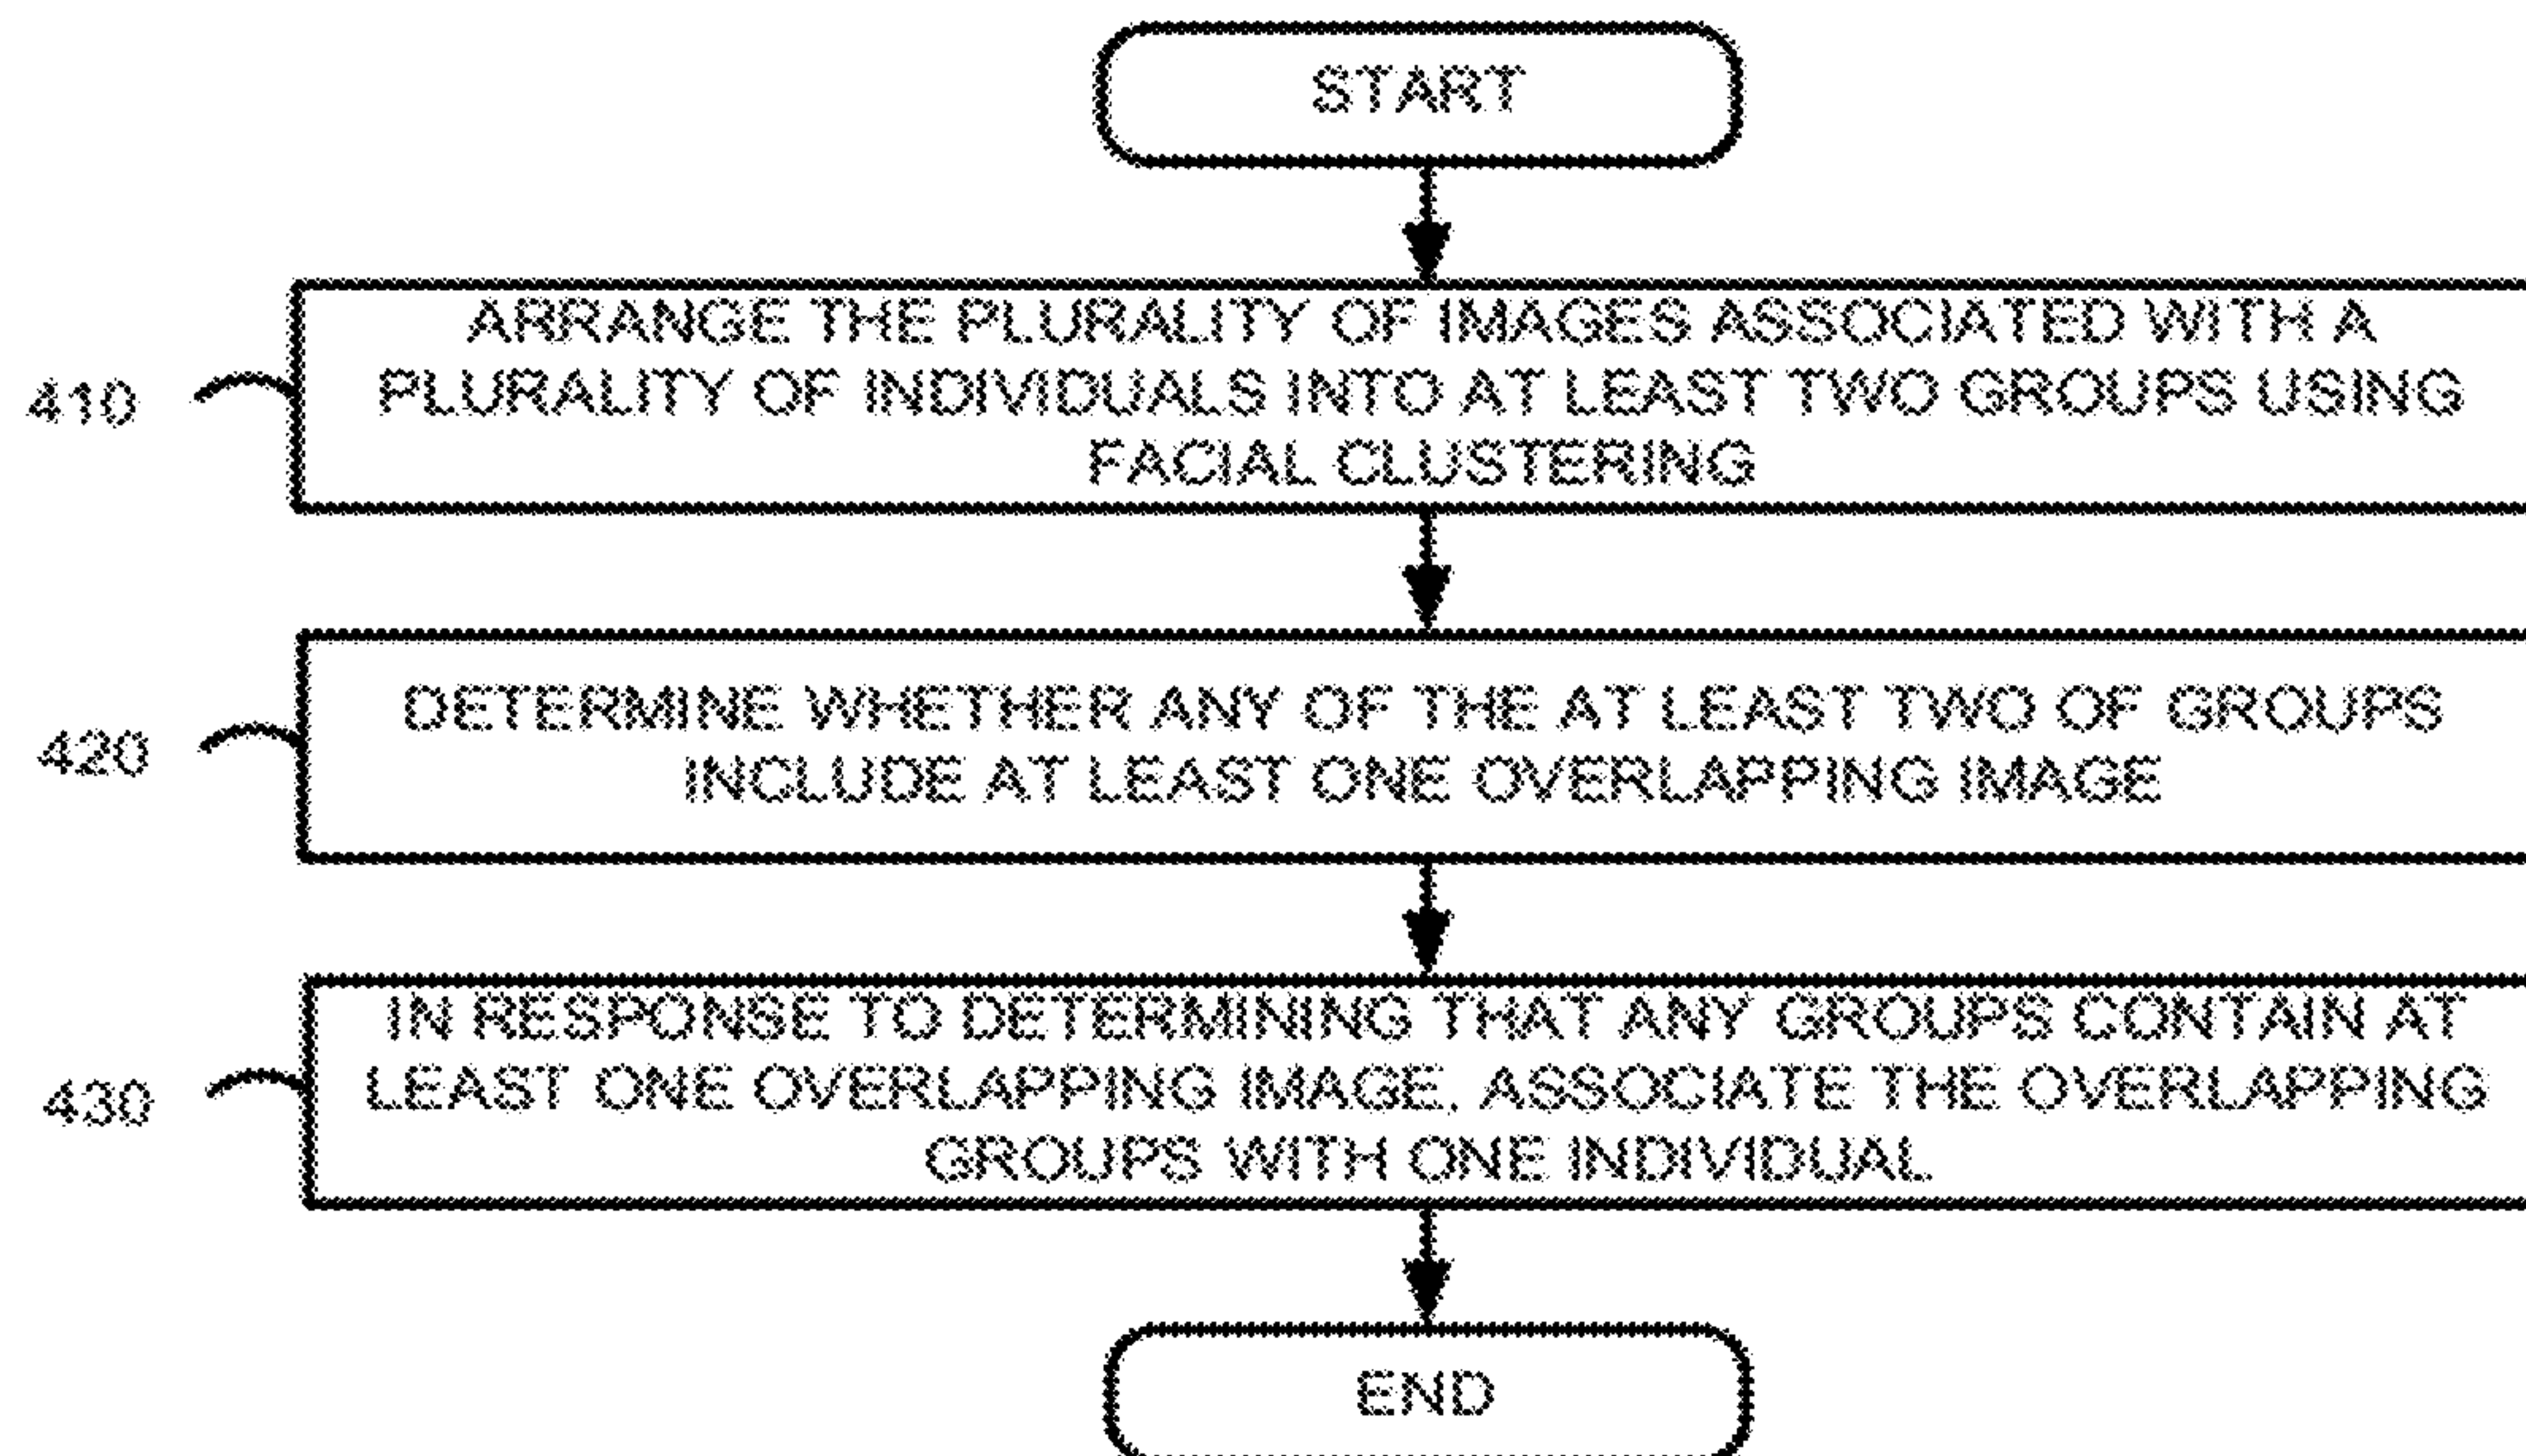 START
410
ARRANGE THE PLURALITY OF IMAGES ASSOCIATED WITH A
PLURALITY OF INDIVIDUALS INTO AT LEAST TWO GROUPS USING
FACIAL CLUSTERING
420
DETERMINE WHETHER ANY OF THE AT LEAST TWO OF GROUPS
INCLUDE AT LEAST ONE OVERLAPPING IMAGE
430
IN RESPONSE TO DETERMINING THAT ANY GROUPS CONTAIN AT
LEAST ONE OVERLAPPING IMAGE, ASSOCIATE THE OVERLAPPING
GROUPS WITH ONE INDIVIDUAL
END